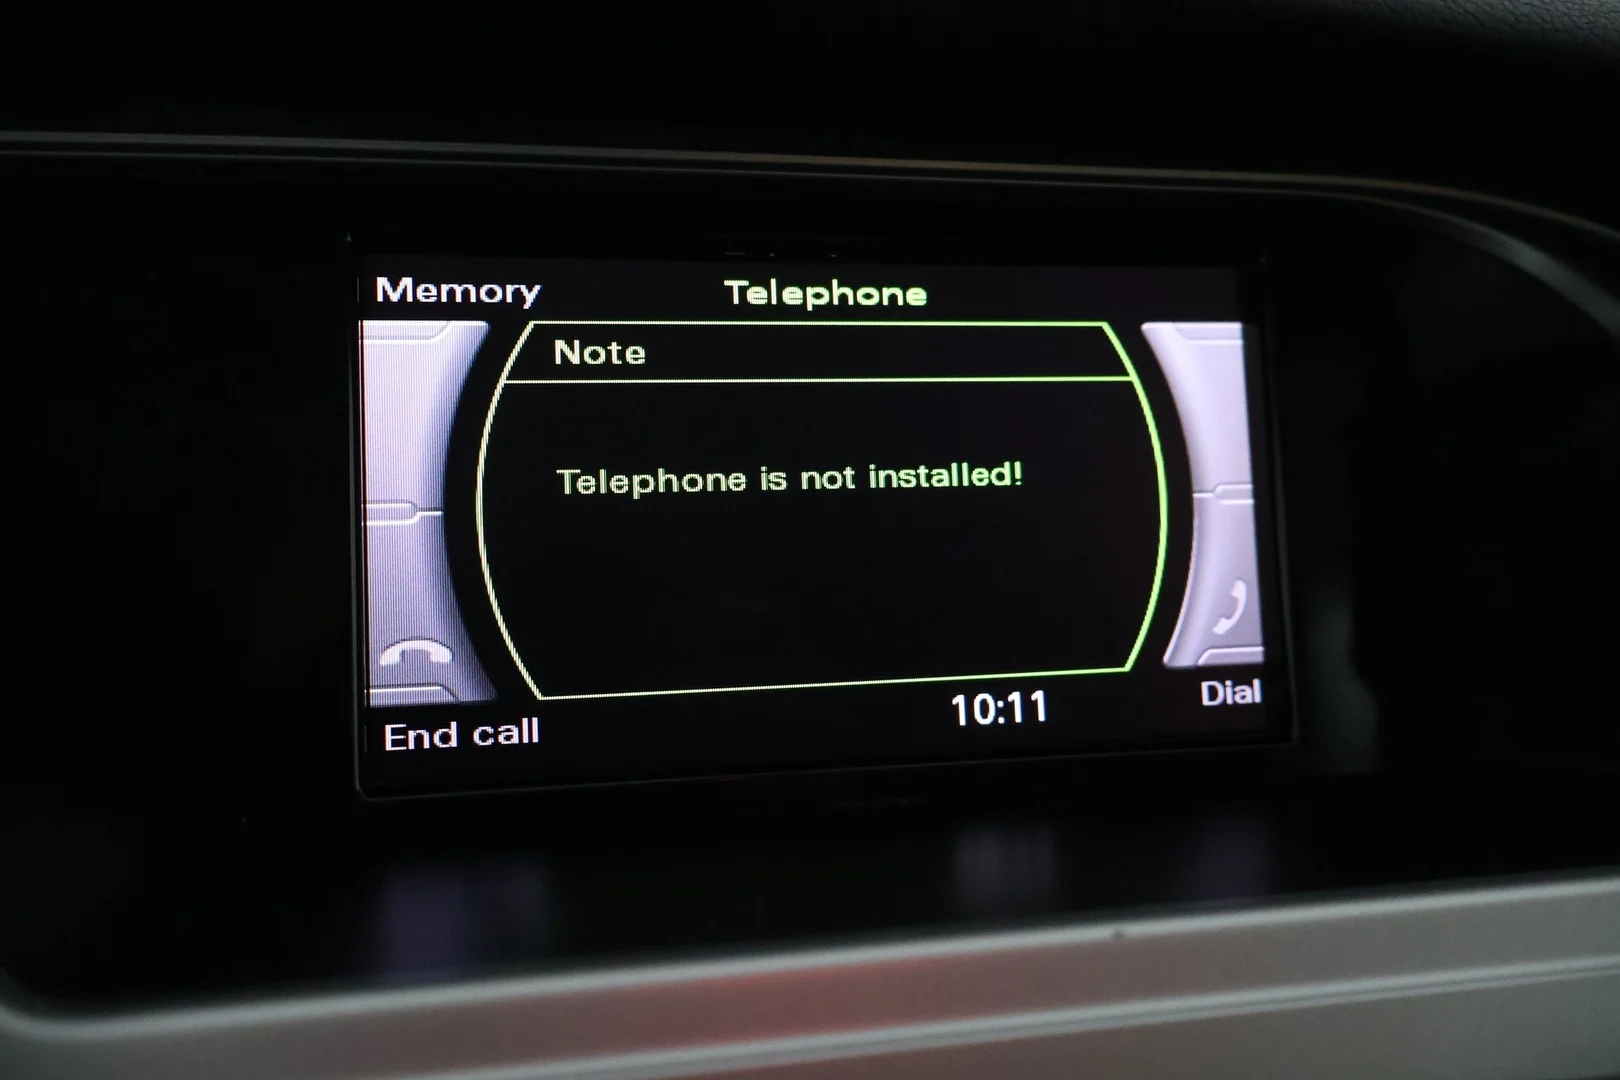 Memory
Telephone
Note
Telephone is not installed!
10:11
Dial
End call